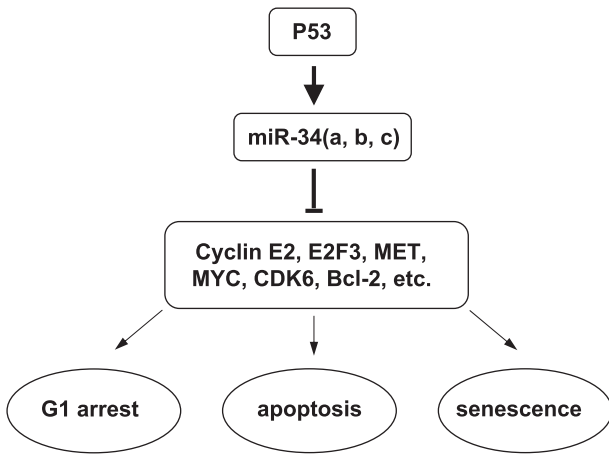 P53
miR-34(a, b, c)
Cyclin E2, E2F3, MET,
MYC, CDK6, Bcl-2, etc.
G1 arrest
apoptosis
senescence